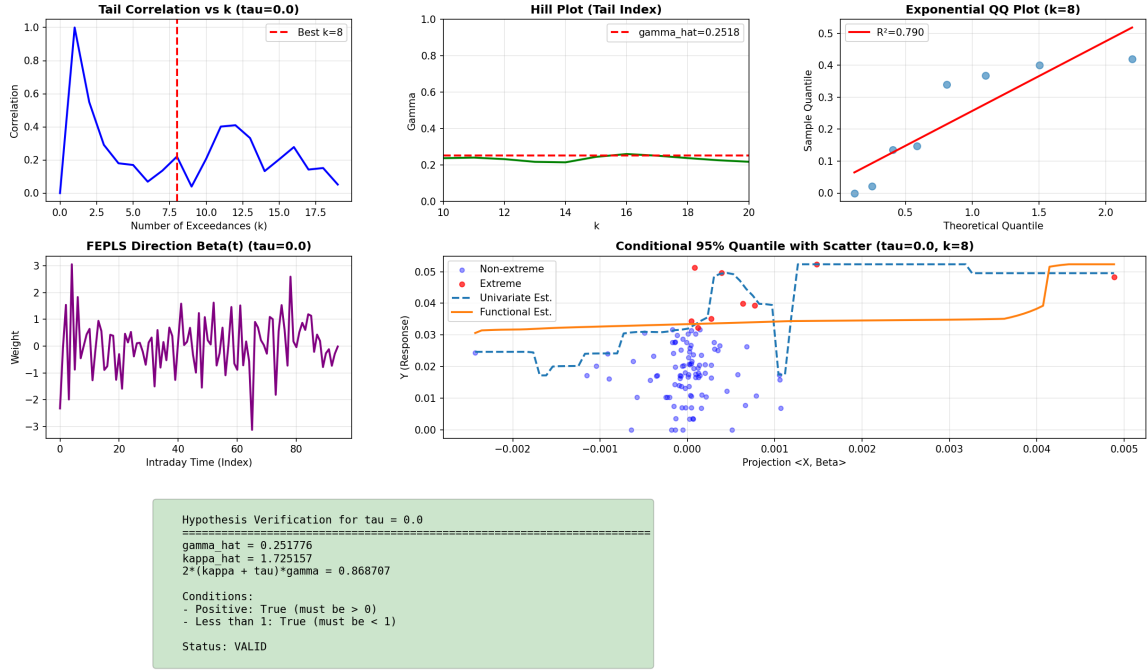 Tail Correlation vs k (tau=0.0)
Best k=8
Correlation
1.0
0.8
0.6
0.4
0.2
0.0
0.0 2.5 5.0 7.5 10.0 12.5 15.0 17.5
Number of Exceedances (k)
Hill Plot (Tail Index)
gamma_hat=0.2518
Gamma
1.0
0.8
0.6
0.4
0.2
0.0
10 12 14 16 18 20
k
Exponential QQ Plot (k=8)
R²=0.790
Sample Quantile
0.5
0.4
0.3
0.2
0.1
0.0
0.5 1.0 1.5 2.0
Theoretical Quantile
FEPLS Direction Beta(t) (tau=0.0)
Weight
3
2
1
0
−1
−2
−3
0 20 40 60 80
Intraday Time (Index)
Conditional 95% Quantile with Scatter (tau=0.0, k=8)
Non-extreme
Extreme
Univariate Est.
Functional Est.
Y (Response)
0.05
0.04
0.03
0.02
0.01
0.00
−0.002 −0.001 0.000 0.001 0.002 0.003 0.004 0.005
Projection <X, Beta>
Hypothesis Verification for tau = 0.0
========================================================================
gamma_hat = 0.251776
kappa_hat = 1.725157
2*(kappa + tau)*gamma = 0.868707
Conditions:
- Positive: True (must be > 0)
- Less than 1: True (must be < 1)
Status: VALID